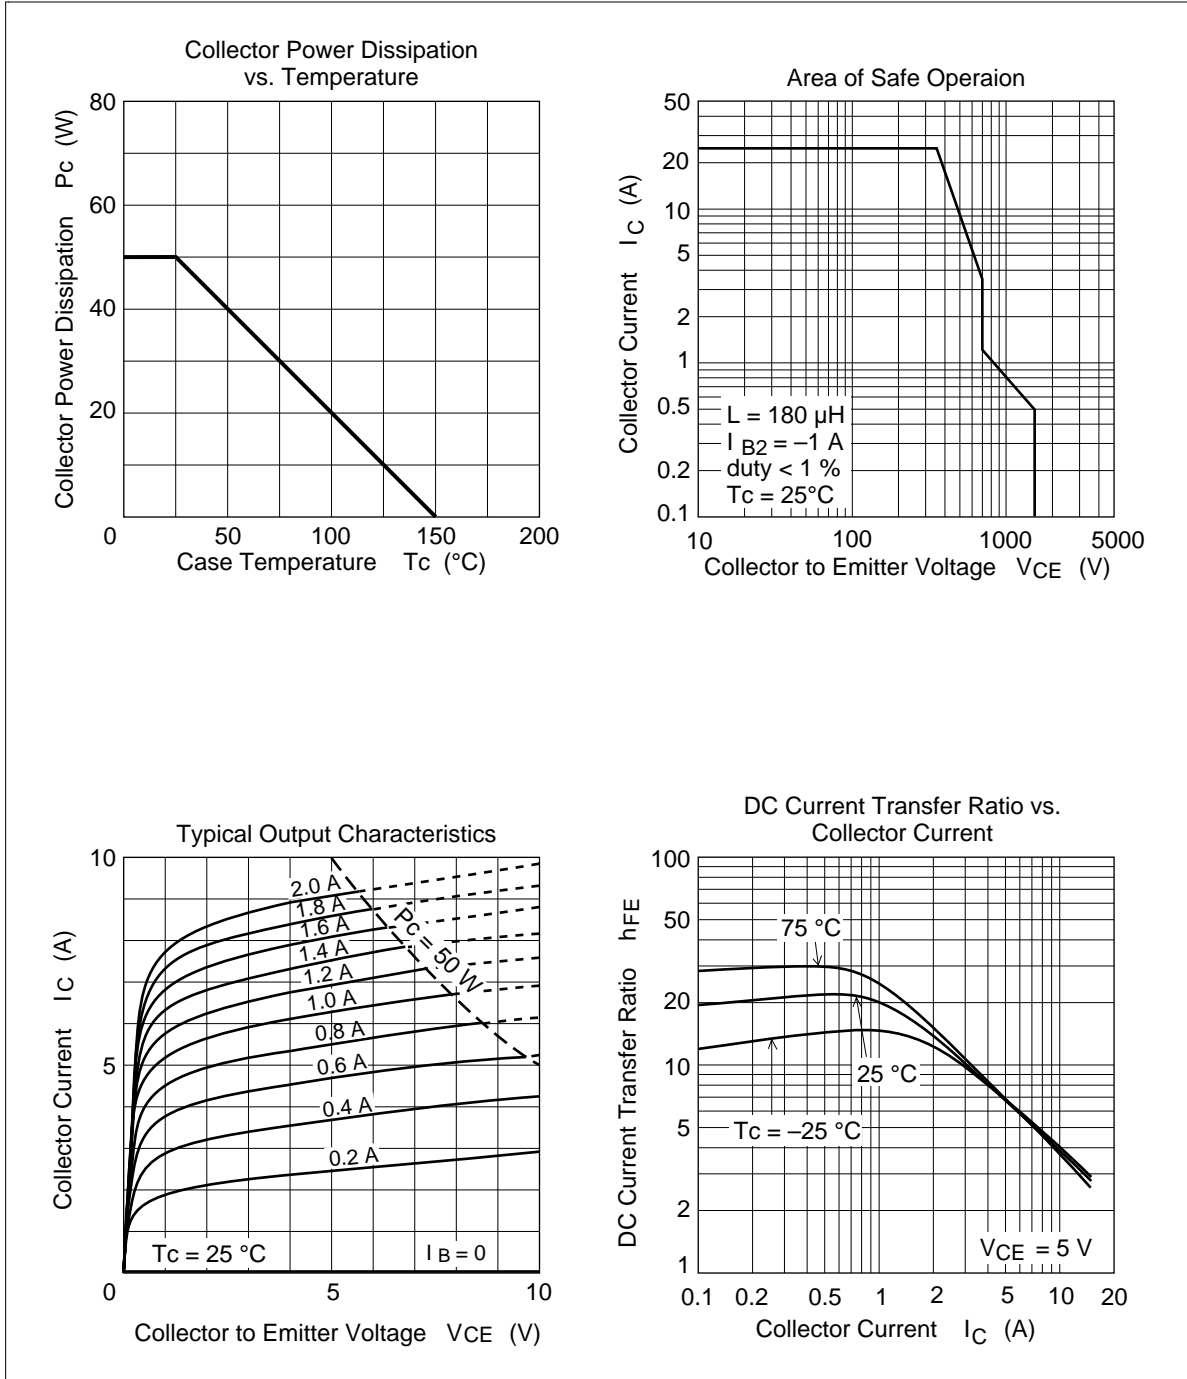 Collector Power Dissipation
vs. Temperature
80
60
40
20
0
50
100
150
200
Collector Power Dissipation Pc (W)
Case Temperature Tc (°C)
Area of Safe Operaion
50
20
10
5
2
1
0.5
0.2
0.1
10
100
1000
5000
Collector Current I C (A)
L = 180 µH
I B2 = –1 A
duty < 1 %
Tc = 25°C
Collector to Emitter Voltage VCE (V)
Typical Output Characteristics
10
5
0
5
10
Collector Current I C (A)
2.0 A
1.8 A
1.6 A
1.4 A
1.2 A
1.0 A
0.8 A
0.6 A
0.4 A
0.2 A
Pc = 50 W
Tc = 25 °C
I B = 0
Collector to Emitter Voltage VCE (V)
DC Current Transfer Ratio vs.
Collector Current
100
50
20
10
5
2
1
0.1
0.2
0.5
1
2
5
10
20
DC Current Transfer Ratio hFE
75 °C
25 °C
Tc = –25 °C
VCE = 5 V
Collector Current I C (A)